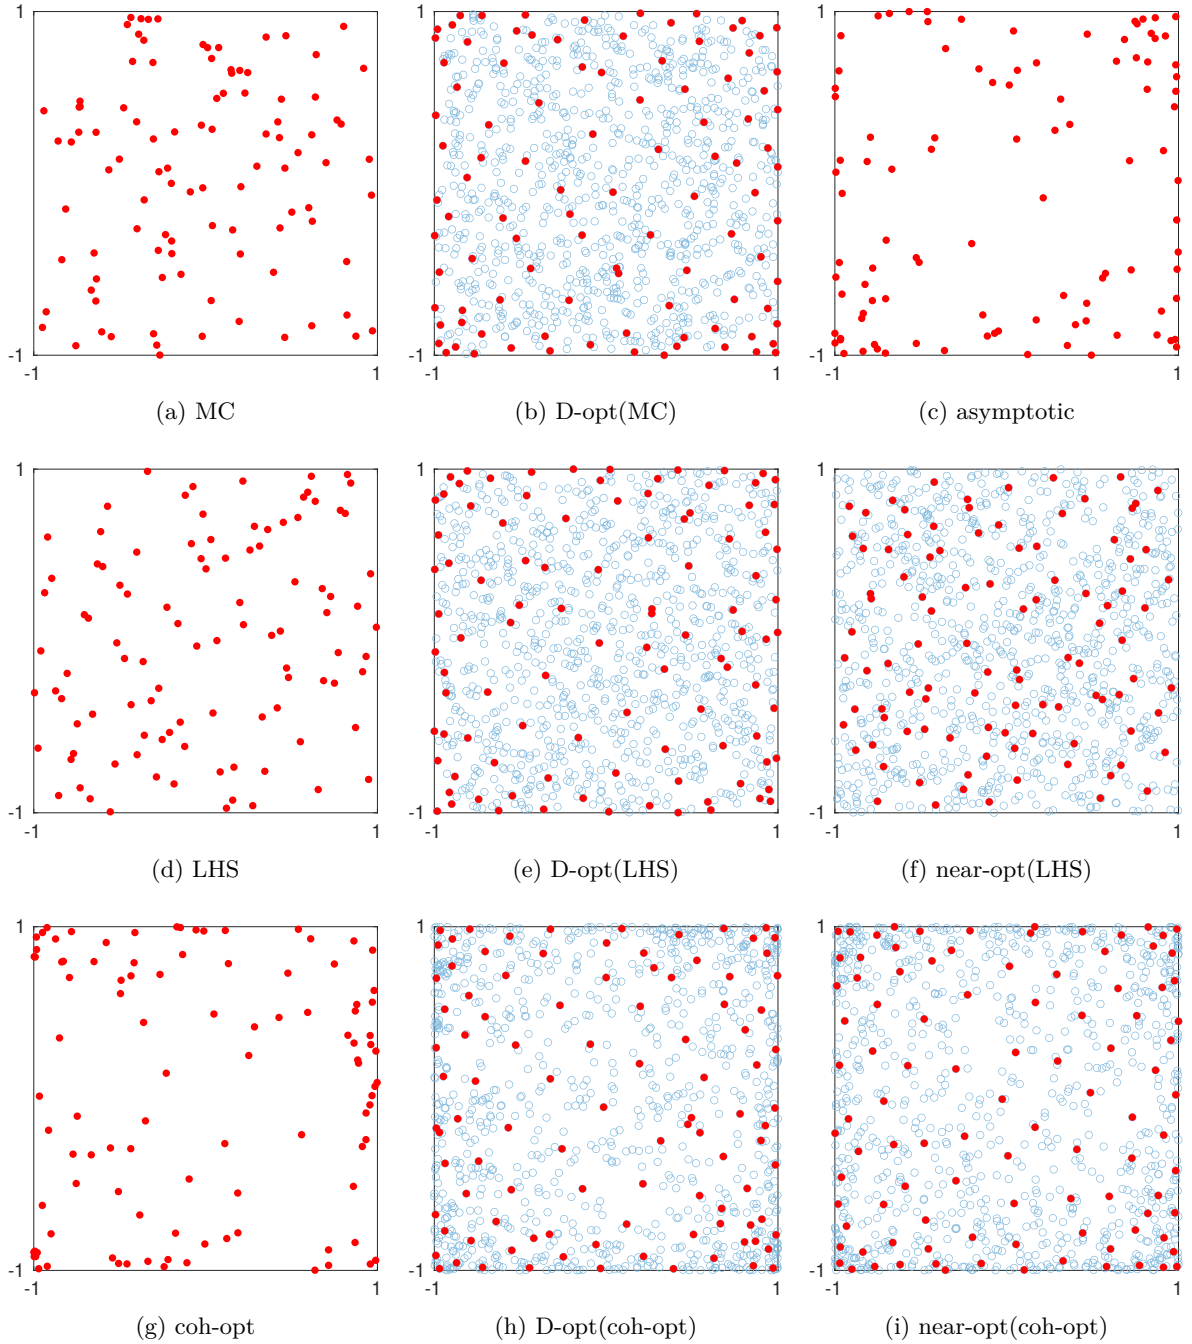 1 1 1
-1 -1 -1
-1 1 -1 1 -1 1
(a) MC (b) D-opt(MC) (c) asymptotic
1 1 1
-1 -1 -1
-1 1 -1 1 -1 1
(d) LHS (e) D-opt(LHS) (f) near-opt(LHS)
1 1 1
-1 -1 -1
-1 1 -1 1 -1 1
(g) coh-opt (h) D-opt(coh-opt) (i) near-opt(coh-opt)